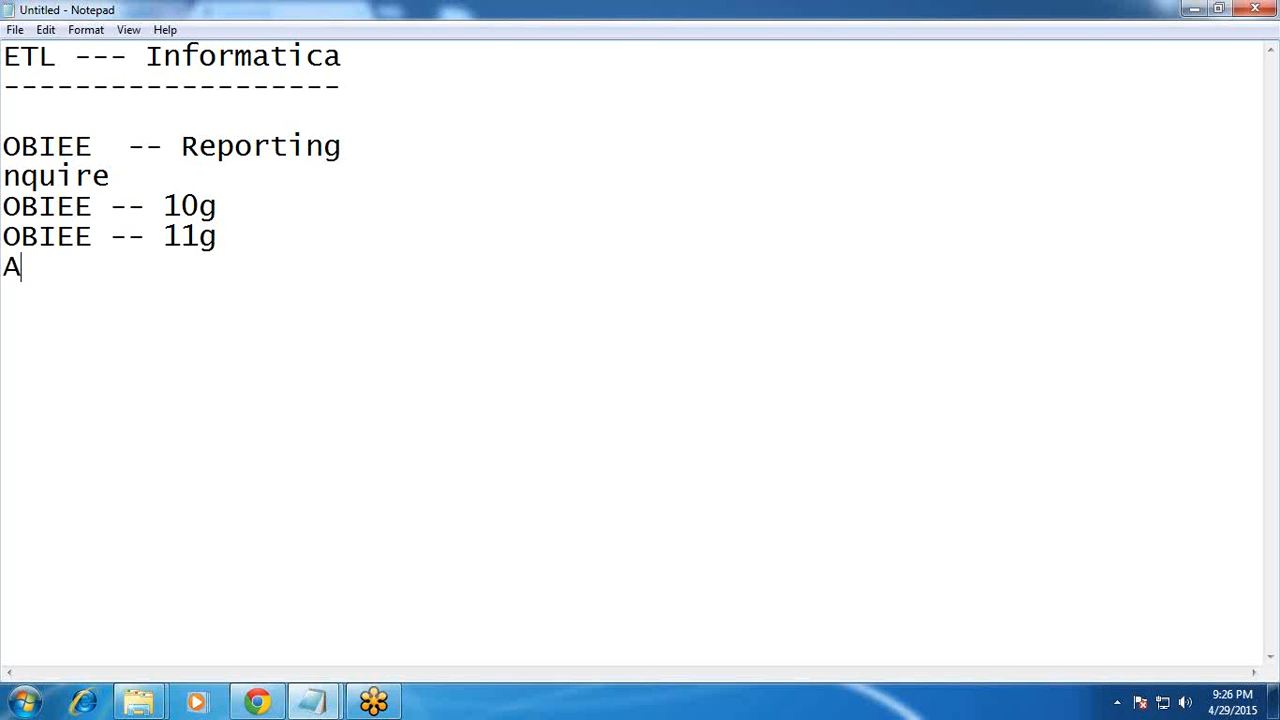 Untitled - Notepad
File Edit Format View Help
ETL --- Informatica
-------------------
OBIEE  -- Reporting
nquire
OBIEE -- 10g
OBIEE -- 11g
A
9:26 PM
4/29/2015